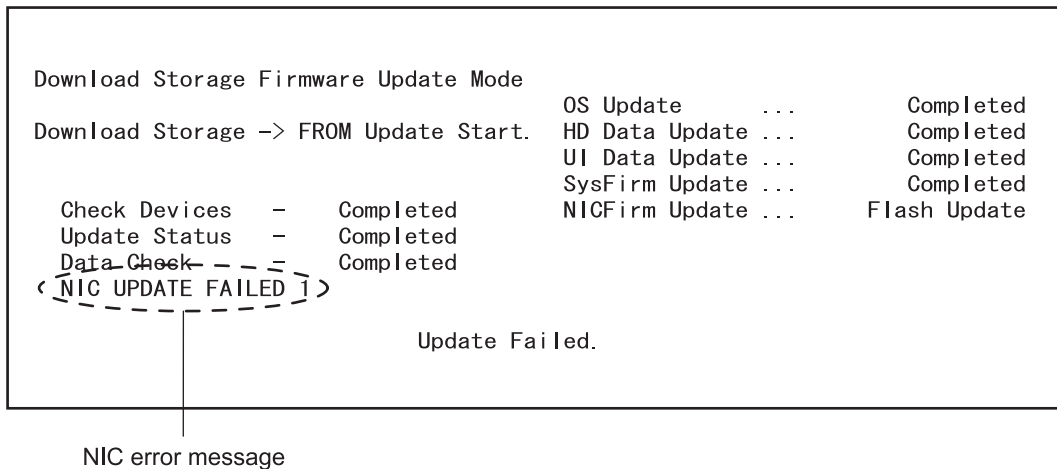 Download Storage Firmware Update Mode
Download Storage -> FROM Update Start.
OS Update ... Completed
HD Data Update ... Completed
UI Data Update ... Completed
SysFirm Update ... Completed
NICFirm Update ... Flash Update
Check Devices - Completed
Update Status - Completed
Data Check - Completed
NIC UPDATE FAILED 1
Update Failed.
NIC error message